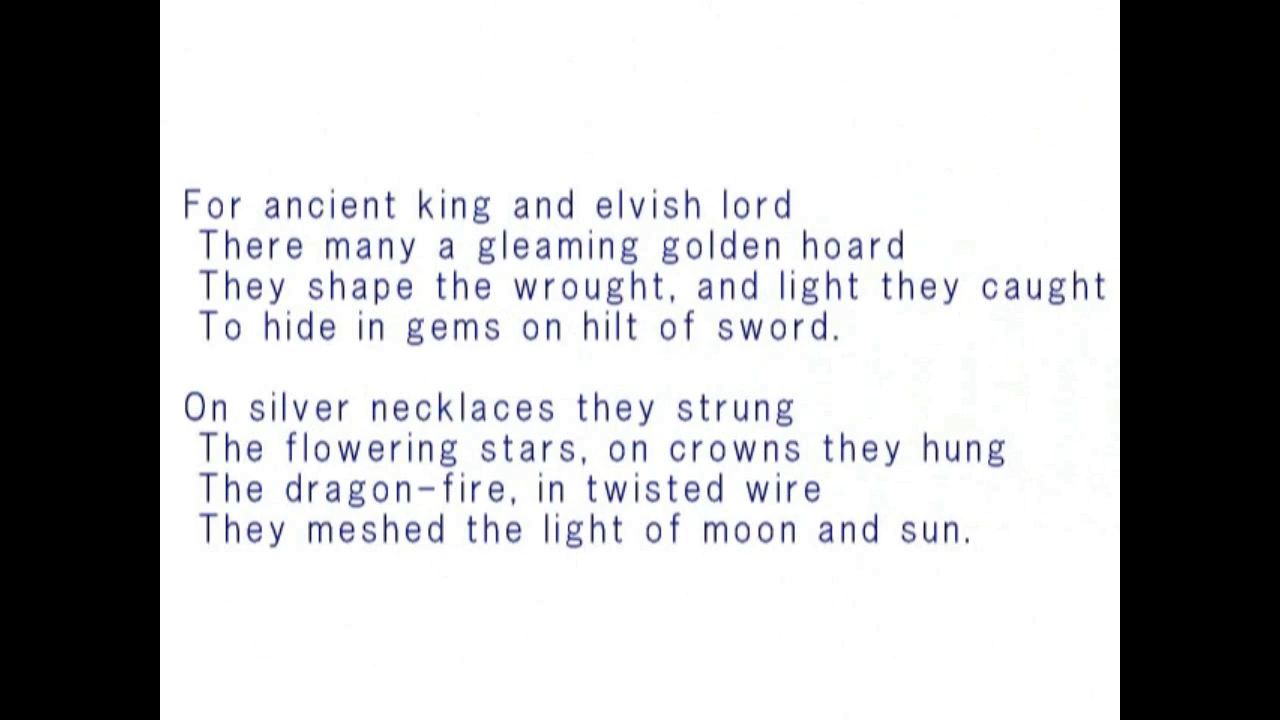 For ancient king and elvish lord
There many a gleaming golden hoard
They shape the wrought, and light they caught
To hide in gems on hilt of sword.
On silver necklaces they strung
The flowering stars, on crowns they hung
The dragon-fire, in twisted wire
They meshed the light of moon and sun.